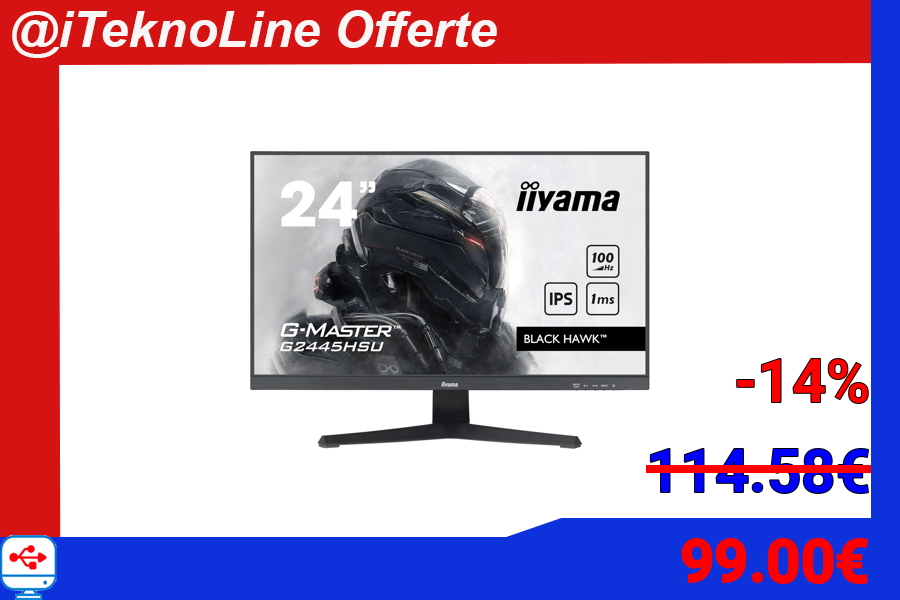 @iTeknoLine Offerte
24”
iiyama
100
Hz
IPS
1ms
G-MASTER™
G2445HSU
BLACK HAWK™
iiyama
-14%
114.58€
99.00€